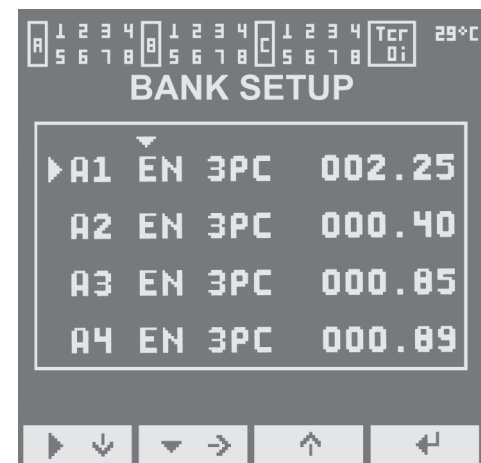 A 1 2 3 4 B 1 2 3 4 C 1 2 3 4 Tcr 29°C
5 6 7 8 5 6 7 8 5 6 7 8 Di
BANK SETUP
A1 EN 3PC 002.25
A2 EN 3PC 000.40
A3 EN 3PC 000.85
A4 EN 3PC 000.89